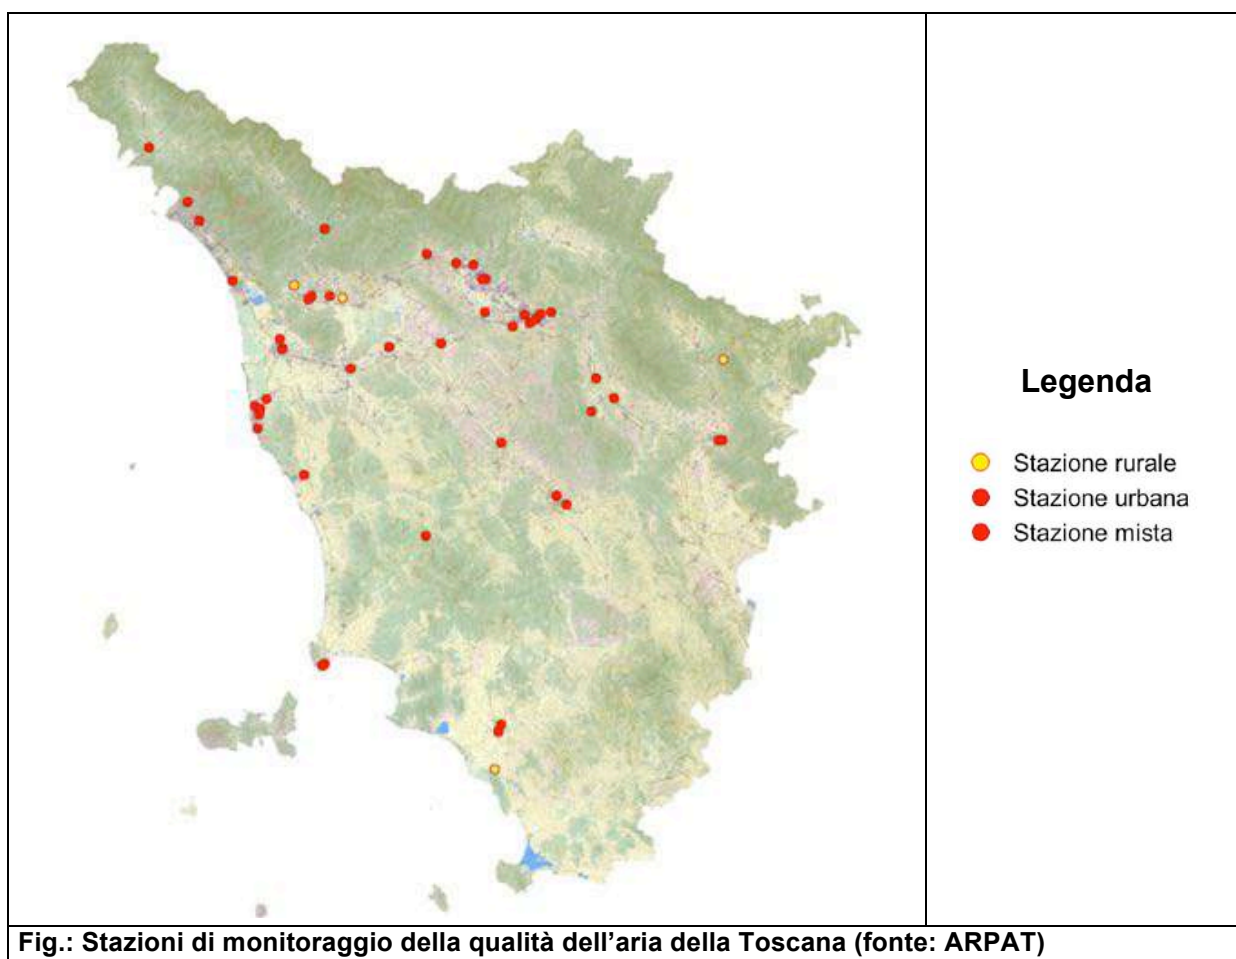 Legenda
Stazione rurale
Stazione urbana
Stazione mista
Fig.: Stazioni di monitoraggio della qualità dell’aria della Toscana (fonte: ARPAT)